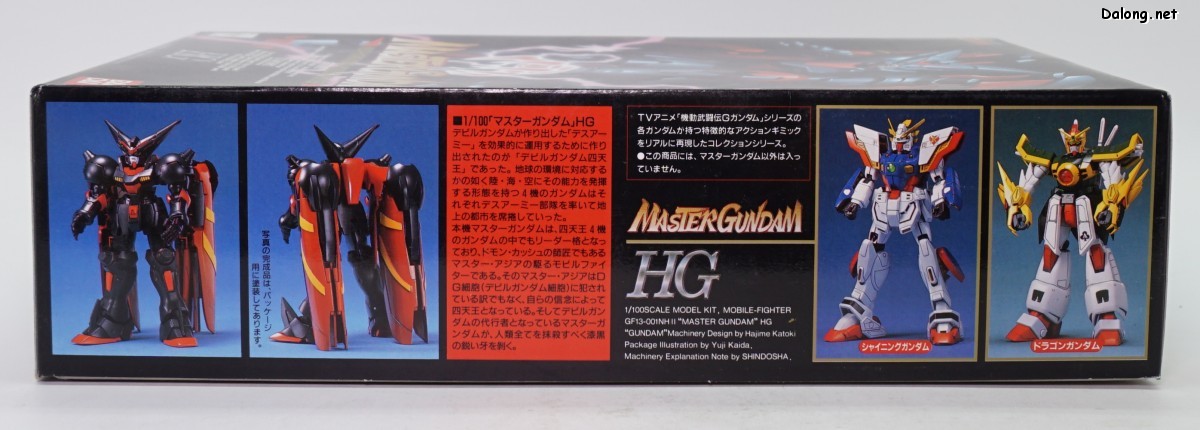 Dalong.net
MASTER GUNDAM
写真の完成品は、パッケージ
用に塗装してあります。
■1/100「マスターガンダム」HG
デビルガンダムが作り出した「デスアー
ミー」を効果的に運用するために作り
出されたのが「デビルガンダム四天
王」であった。地球の環境に対応する
かの如く陸・海・空にその能力を発揮
する形態を持つ4機のガンダムはそ
れぞれデスアーミー部隊を率いて地
上の都市を席捲していった。
本機マスターガンダムは、四天王4機
のガンダムの中でもリーダー格となっ
ており、ドモン・カッシュの師匠でもある
マスター・アジアの駆るモビルファイ
ターである。そのマスター・アジアはD
G細胞(デビルガンダム細胞)に犯され
ている訳でもなく、自らの信念によって
四天王となっている。そしてデビルガン
ダムの代行者となっているマスターガ
ンダムが、人類全てを抹殺すべく漆黒
の鋭い牙を剥く。
TVアニメ「機動武闘伝Gガンダム」シリーズの
各ガンダムが持つ特徴的なアクションギミック
をリアルに再現したコレクションシリーズ。
●この商品には、マスターガンダム以外は入っ
ていません。
MASTER GUNDAM
HG
1/100SCALE MODEL KIT, MOBILE-FIGHTER
GF13-001NHII "MASTER GUNDAM" HG
"GUNDAM"Machinery Design by Hajime Katoki
Package Illustration by Yuji Kaida,
Machinery Explanation Note by SHINDOSHA,
シャイニングガンダム
ドラゴンガンダム